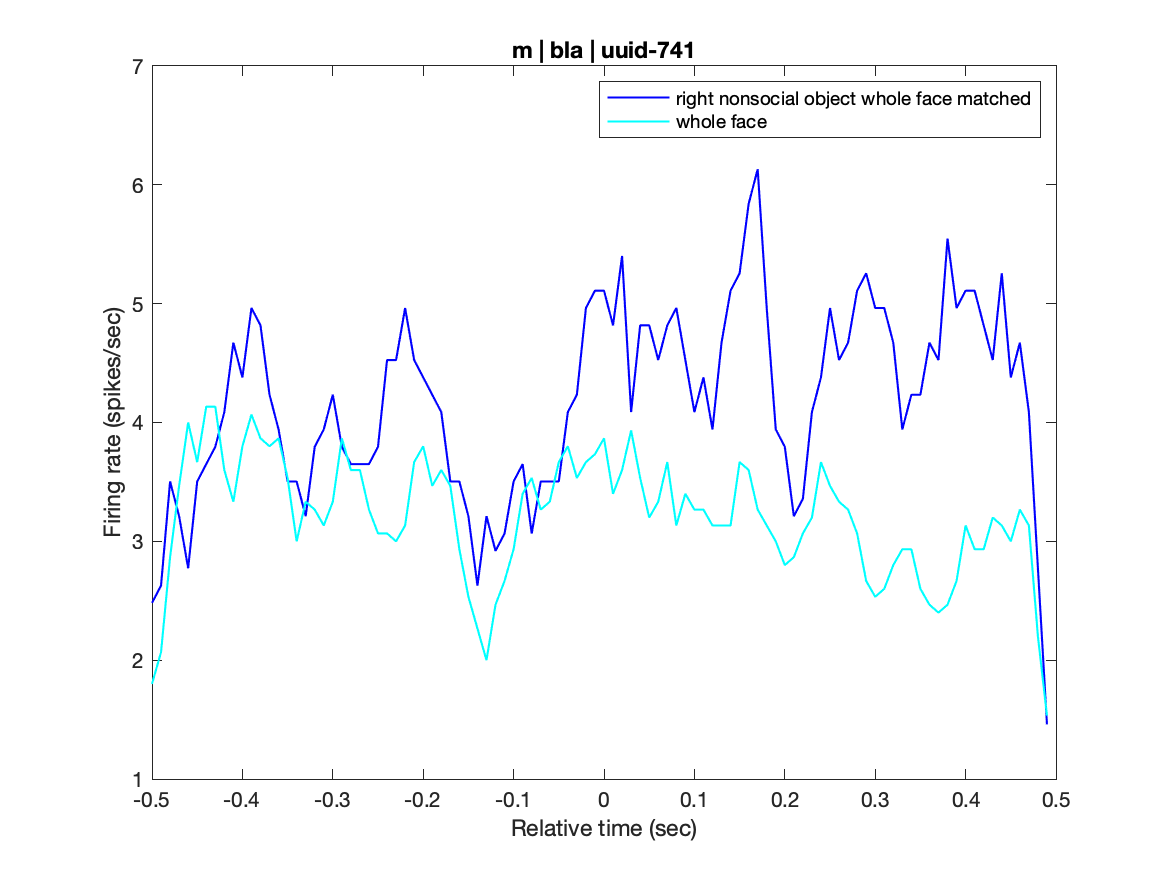 m | bla | uuid-741
right nonsocial object whole face matched
whole face
Firing rate (spikes/sec)
7
6
5
4
3
2
1
-0.5 -0.4 -0.3 -0.2 -0.1 0 0.1 0.2 0.3 0.4 0.5
Relative time (sec)